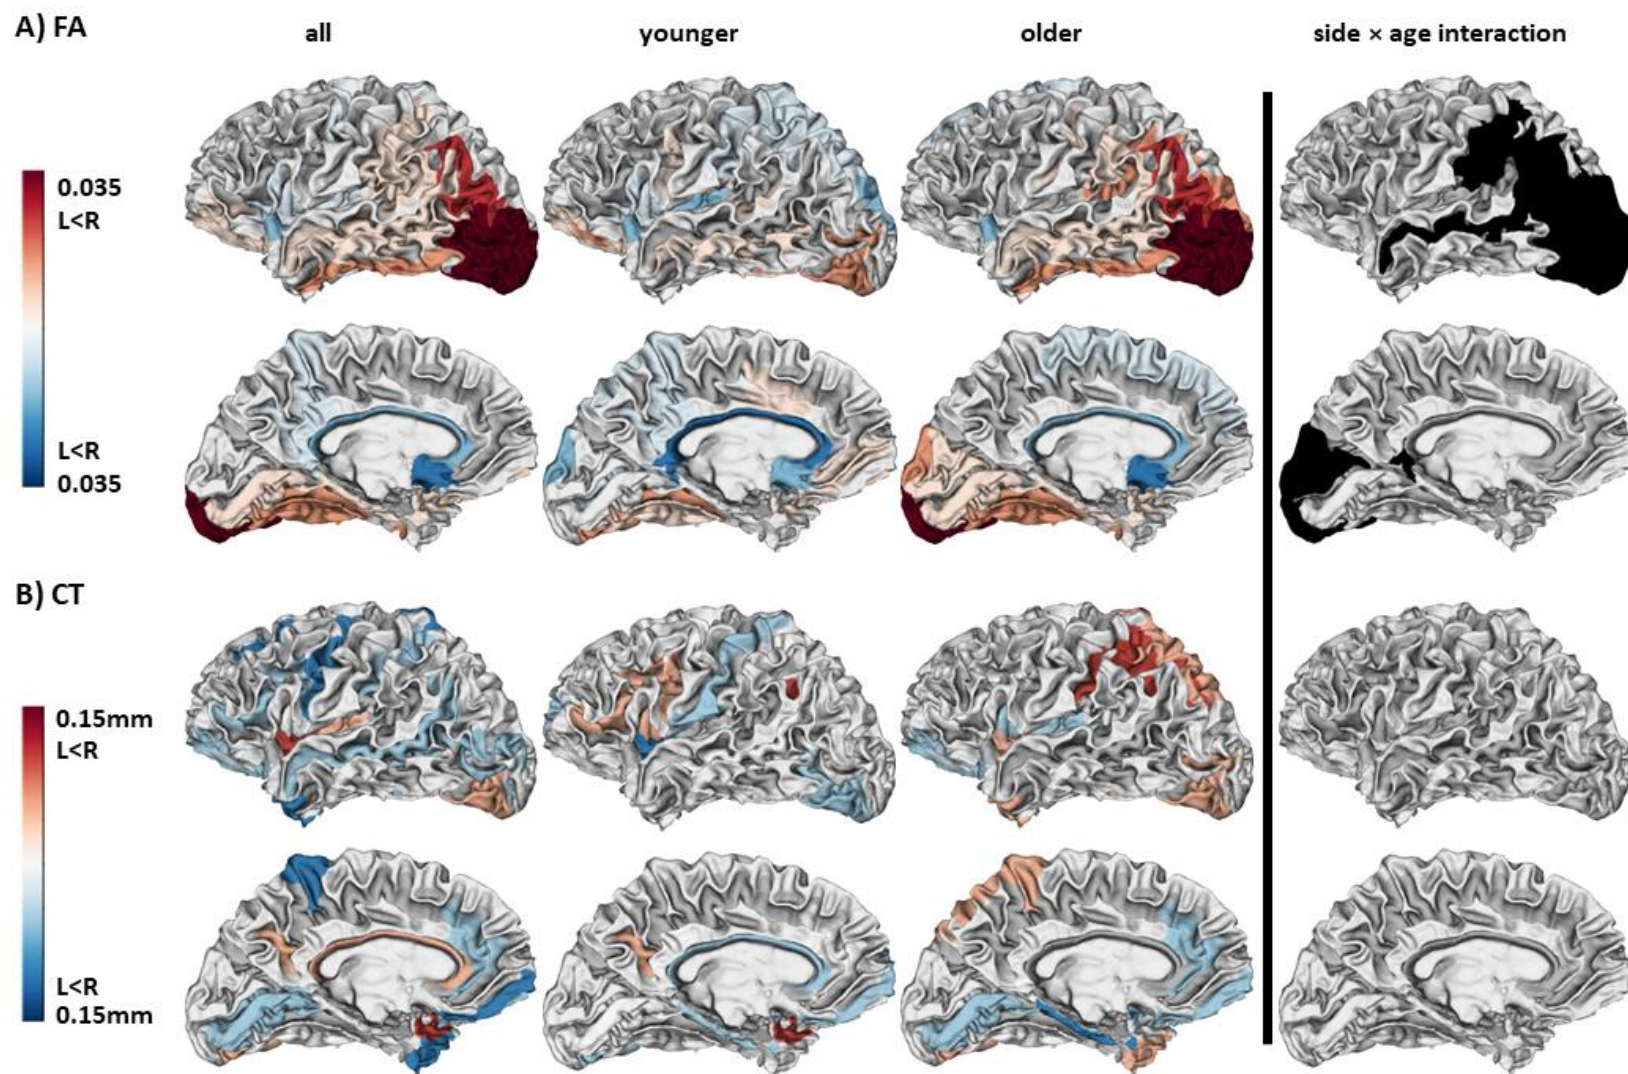 A) FA
all
younger
older
side × age interaction
0.035
L<R
L<R
0.035
B) CT
0.15mm
L<R
L<R
0.15mm